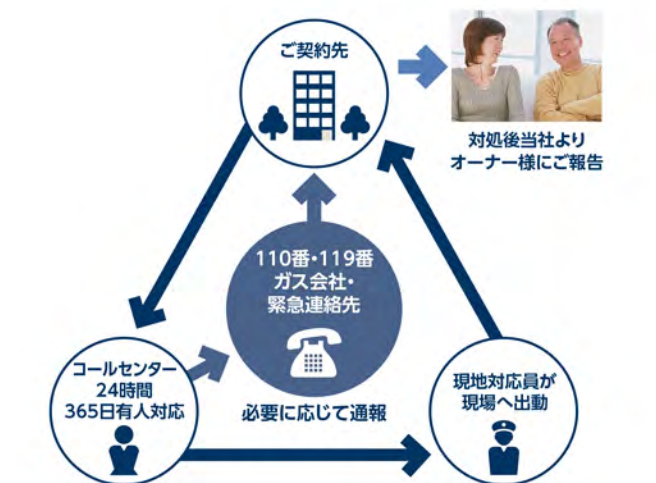 ご契約先
対処後当社より
オーナー様にご報告
110番・119番
ガス会社・
緊急連絡先
コールセンター
24時間
365日有人対応
必要に応じて通報
現地対応員が
現場へ出動